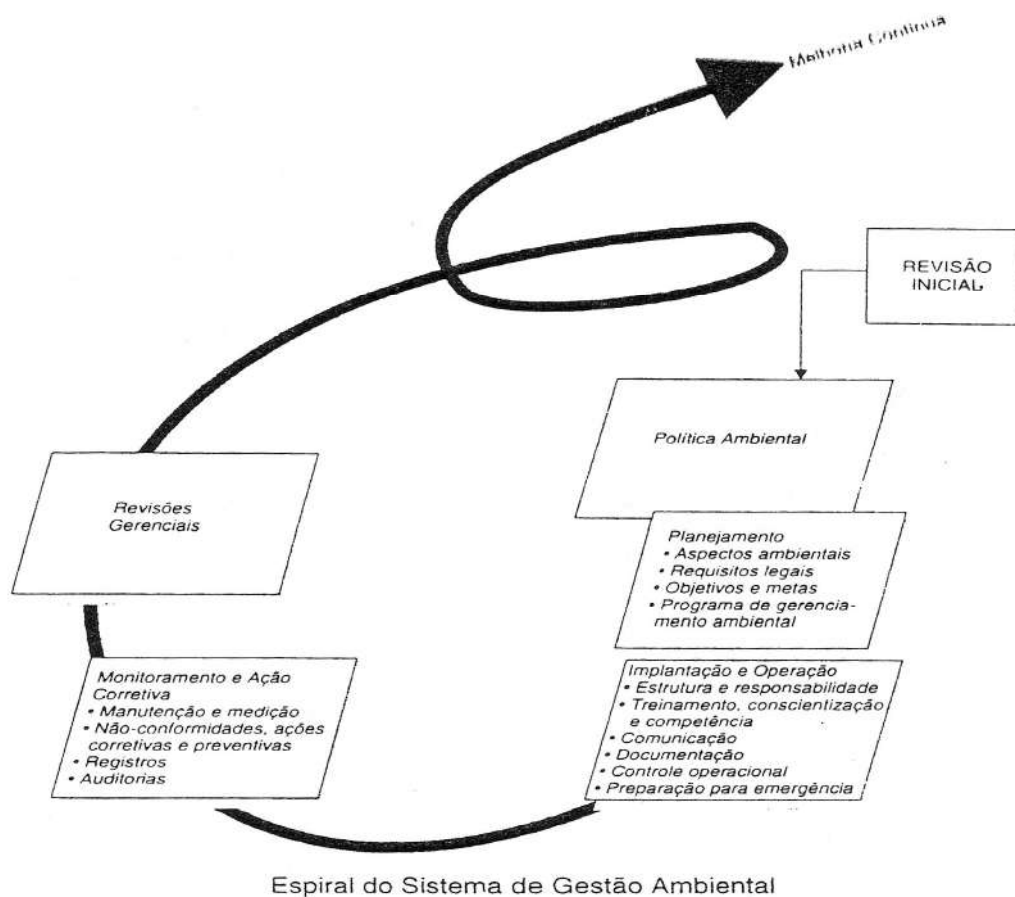 Melhoria Contínua
REVISÃO
INICIAL
Política Ambiental
Revisões
Gerenciais
Planejamento
• Aspectos ambientais
• Requisitos legais
• Objetivos e metas
• Programa de gerencia-
mento ambiental
Monitoramento e Ação
Corretiva
• Manutenção e medição
• Não-conformidades, ações
corretivas e preventivas
• Registros
• Auditorias
Implantação e Operação
• Estrutura e responsabilidade
• Treinamento, conscientização
e competência
• Comunicação
• Documentação
• Controle operacional
• Preparação para emergência
Espiral do Sistema de Gestão Ambiental